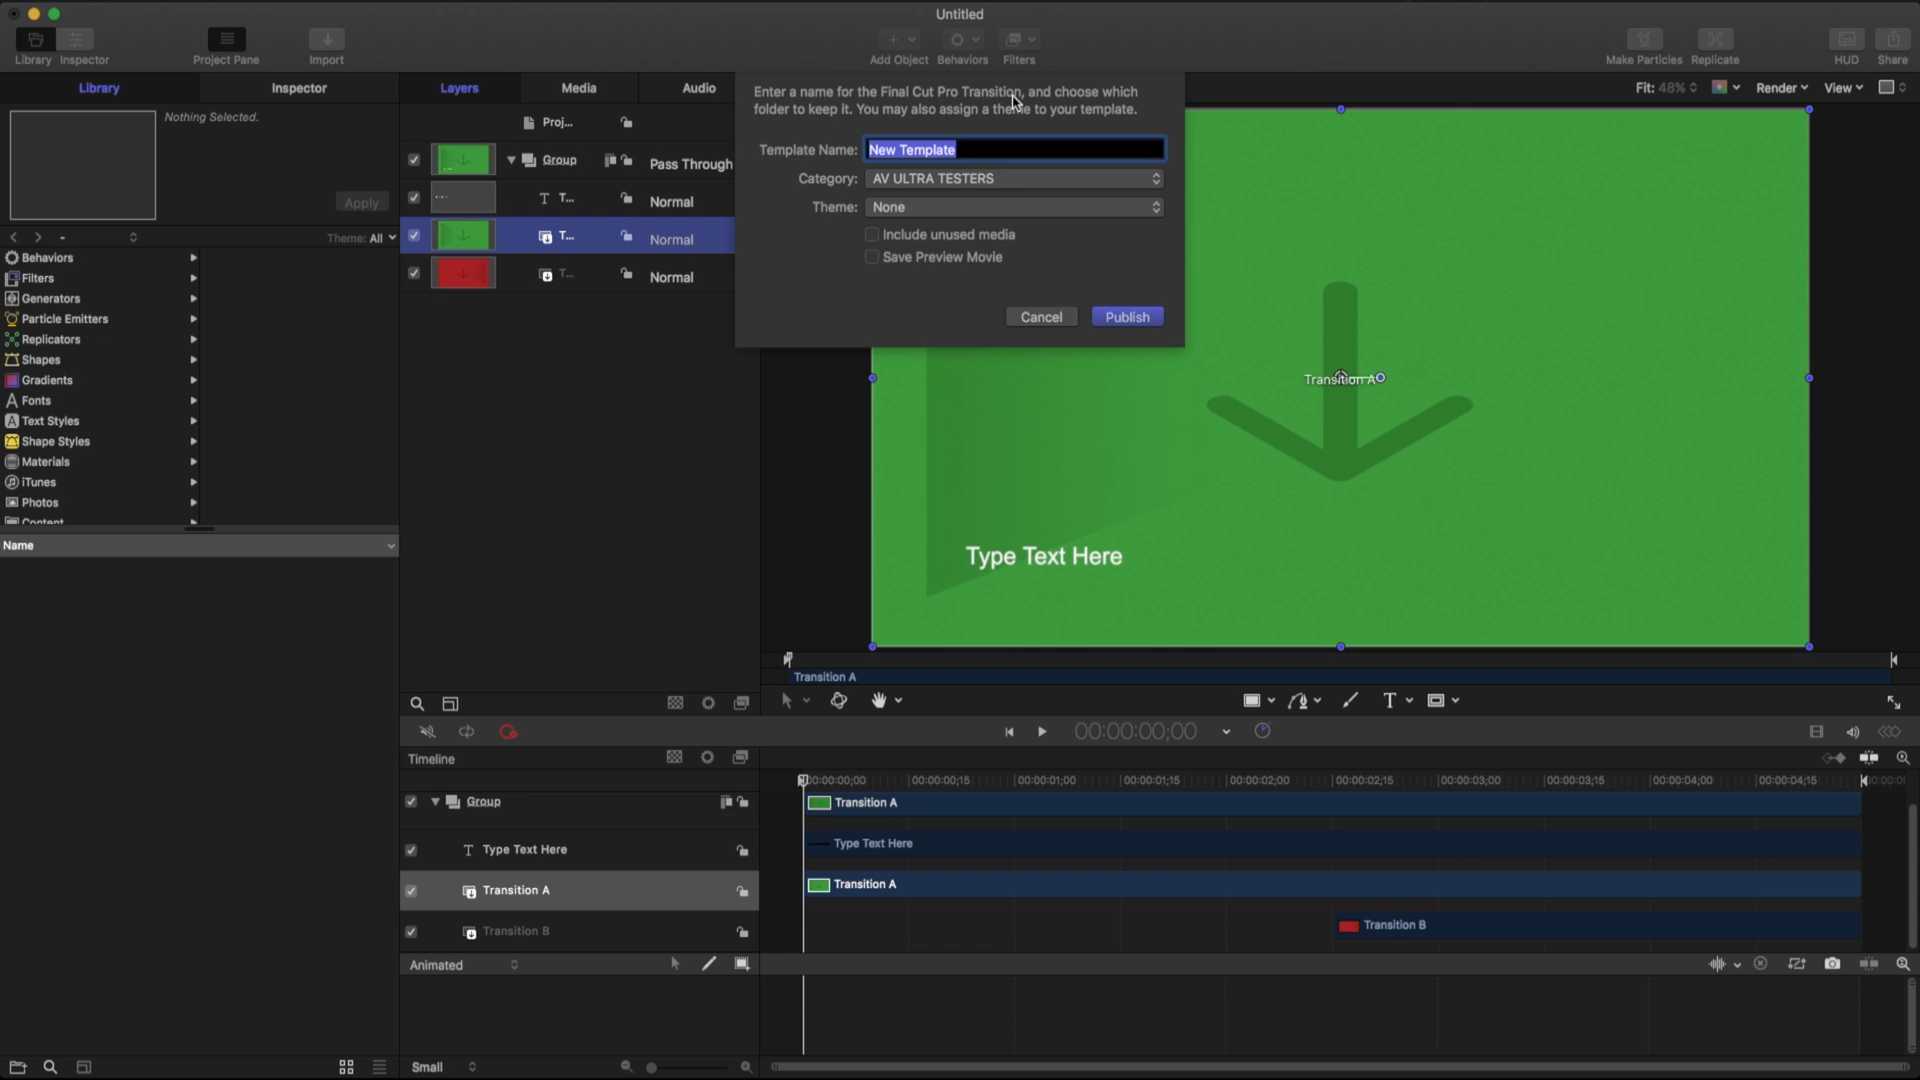 Untitled
Library
Inspector
Project Pane
Import
Add Object
Behaviors
Filters
Make Particles
Replicate
HUD
Share
Library
Inspector
Layers
Media
Audio
Fit: 48%
Render
View
Nothing Selected.
Apply
Theme: All
Behaviors
Filters
Generators
Particle Emitters
Replicators
Shapes
Gradients
Fonts
Text Styles
Shape Styles
Materials
iTunes
Photos
Content
Name
Proj...
Group
Pass Through
T...
Normal
T...
Normal
T...
Normal
Enter a name for the Final Cut Pro Transition, and choose which
folder to keep it. You may also assign a theme to your template.
Template Name: New Template
Category: AV ULTRA TESTERS
Theme: None
Include unused media
Save Preview Movie
Cancel
Publish
Transition A
Type Text Here
Transition A
00:00:00;00
Timeline
00:00:00;00
00:00:00;15
00:00:01;00
00:00:01;15
00:00:02;00
00:00:02;15
00:00:03;00
00:00:03;15
00:00:04;00
00:00:04;15
Group
Transition A
Type Text Here
Type Text Here
Transition A
Transition A
Transition B
Transition B
Animated
Small